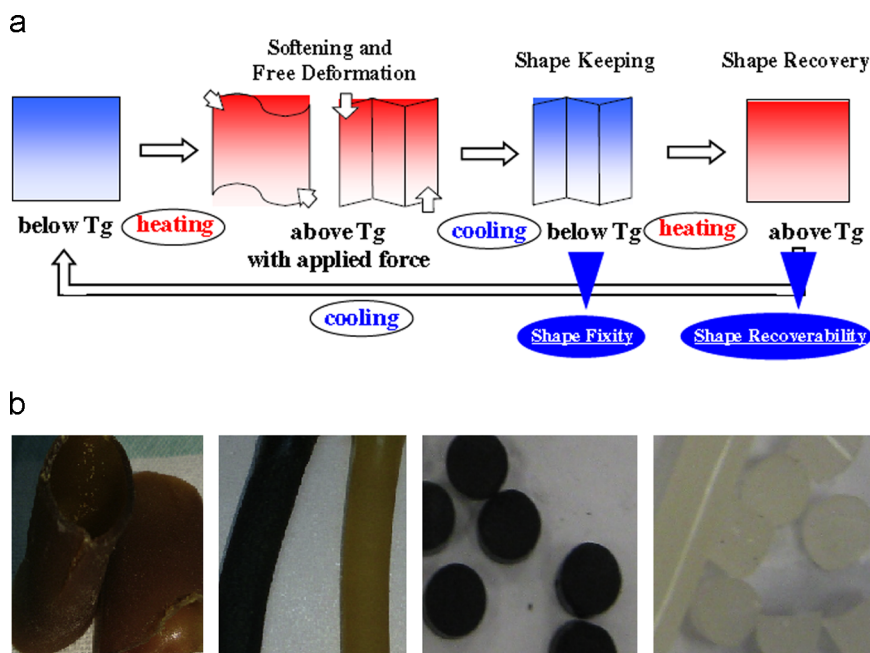 a
Softening and
Free Deformation
Shape Keeping
Shape Recovery
below Tg
heating
above Tg
with applied force
cooling
below Tg
heating
above Tg
cooling
Shape Fixity
Shape Recoverability
b